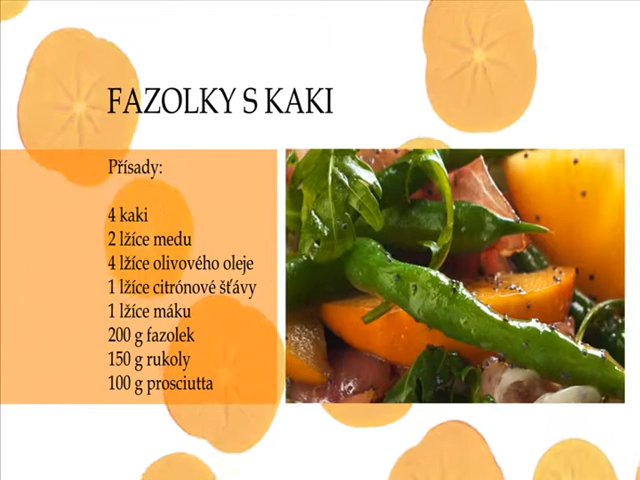 FAZOLKY S KAKI
Přísady:
4 kaki
2 lžíce medu
4 lžíce olivového oleje
1 lžíce citrónové šťávy
1 lžíce máku
200 g fazolek
150 g rukoly
100 g prosciutta